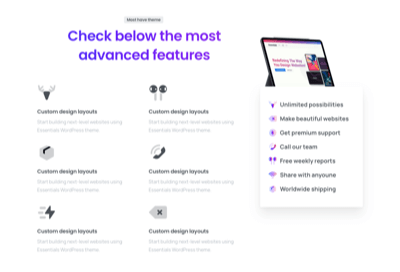 Must have theme
Check below the most
advanced features
Custom design layouts
Start building next-level websites using
Essentials WordPress theme
Custom design layouts
Start building next-level websites using
Essentials WordPress theme
Custom design layouts
Start building next-level websites using
Essentials WordPress theme
Custom design layouts
Start building next-level websites using
Essentials WordPress theme
Custom design layouts
Start building next-level websites using
Essentials WordPress theme
Custom design layouts
Start building next-level websites using
Essentials WordPress theme
Redefining The Way
You Design Websites!
Unlimited possibilities
Make beautiful websites
Get premium support
Call our team
Free weekly reports
Share with anyoune
Worldwide shipping